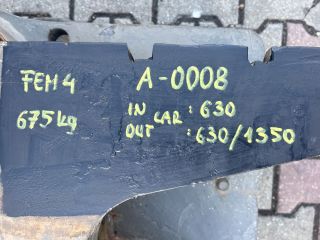 FEM 4
675kg
A-0008
IN CAR : 630
OUT : 630/1350